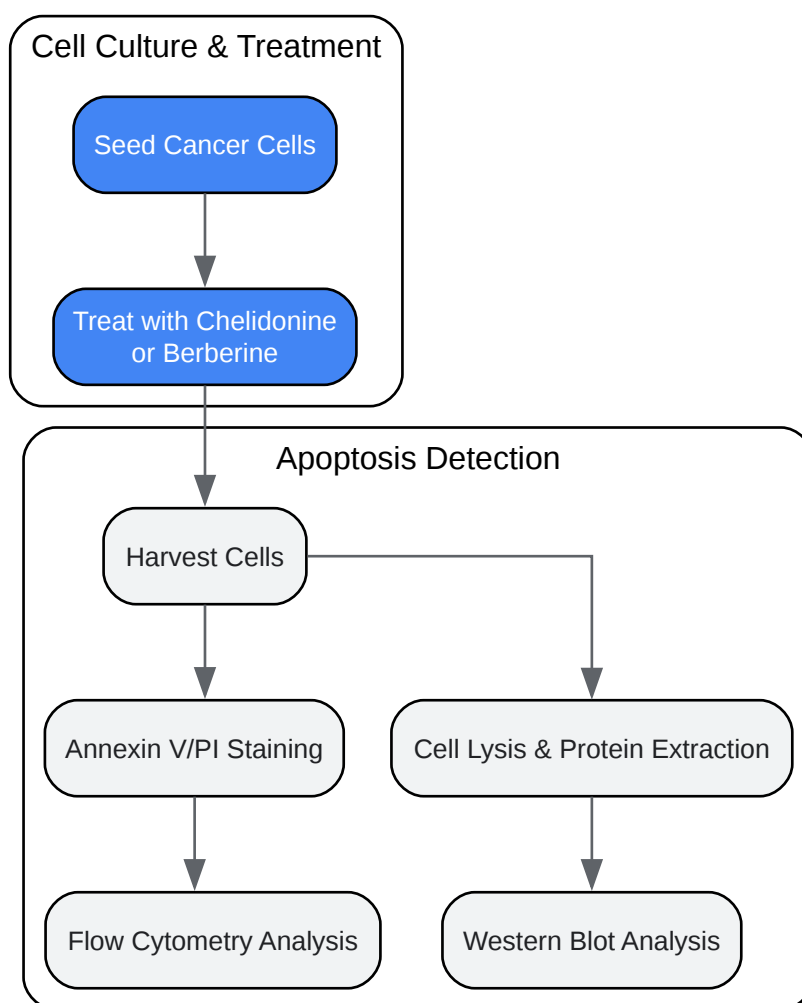 Cell Culture & Treatment
Seed Cancer Cells
Treat with Chelidonine
or Berberine
Apoptosis Detection
Harvest Cells
Annexin V/PI Staining
Cell Lysis & Protein Extraction
Flow Cytometry Analysis
Western Blot Analysis